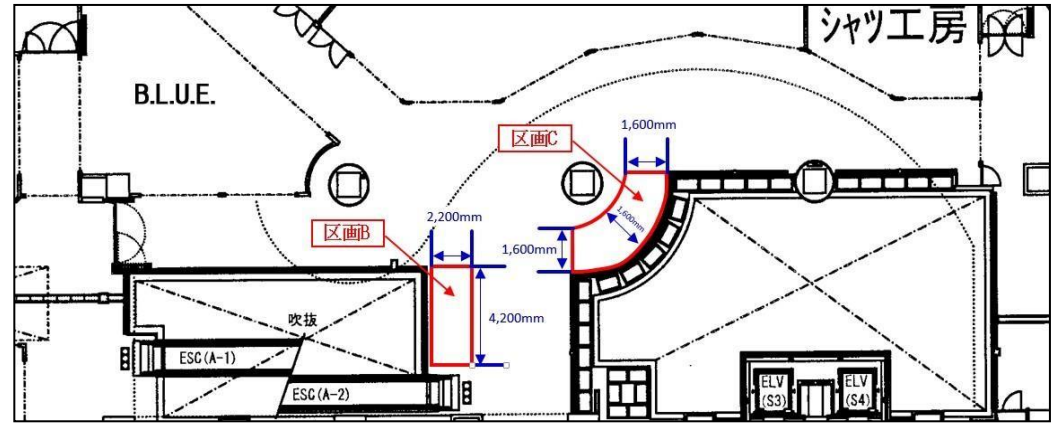 シャツ工房
B.L.U.E.
1,600mm
区画C
2,200mm
区画B
1,600mm
1,600mm
4,200mm
吹抜
ESC(A-1)
ESC(A-2)
ELV
(S3)
ELV
(S4)